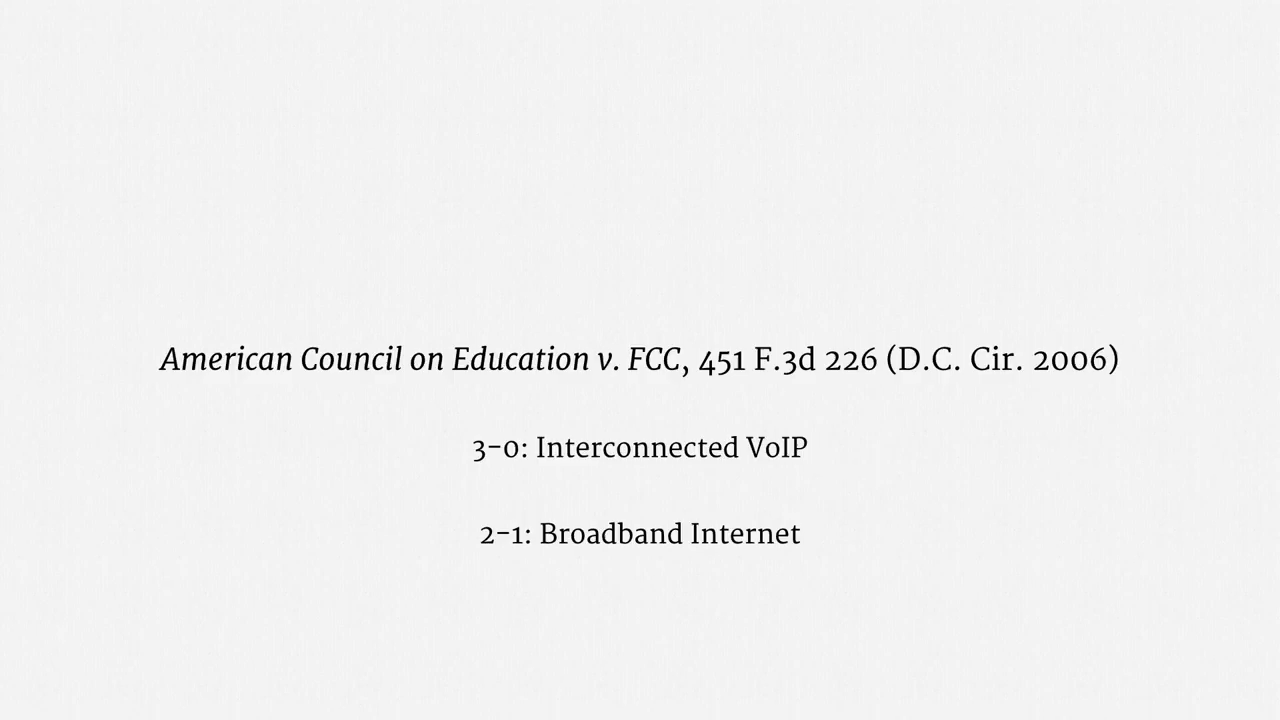 American Council on Education v. FCC, 451 F.3d 226 (D.C. Cir. 2006)
3-0: Interconnected VoIP
2-1: Broadband Internet